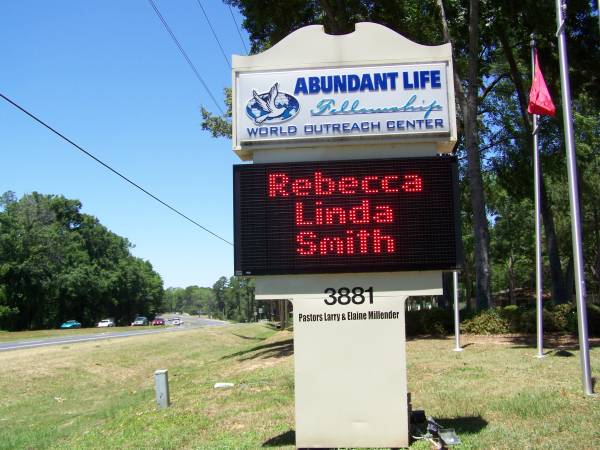 ABUNDANT LIFE
Fellowship
WORLD OUTREACH CENTER
Rebecca
Linda
Smith
3881
Pastors Larry & Elaine Millender